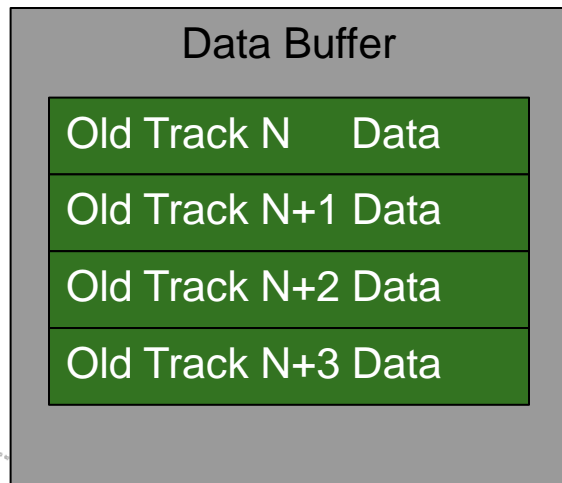 Data Buffer
Old Track N Data
Old Track N+1 Data
Old Track N+2 Data
Old Track N+3 Data